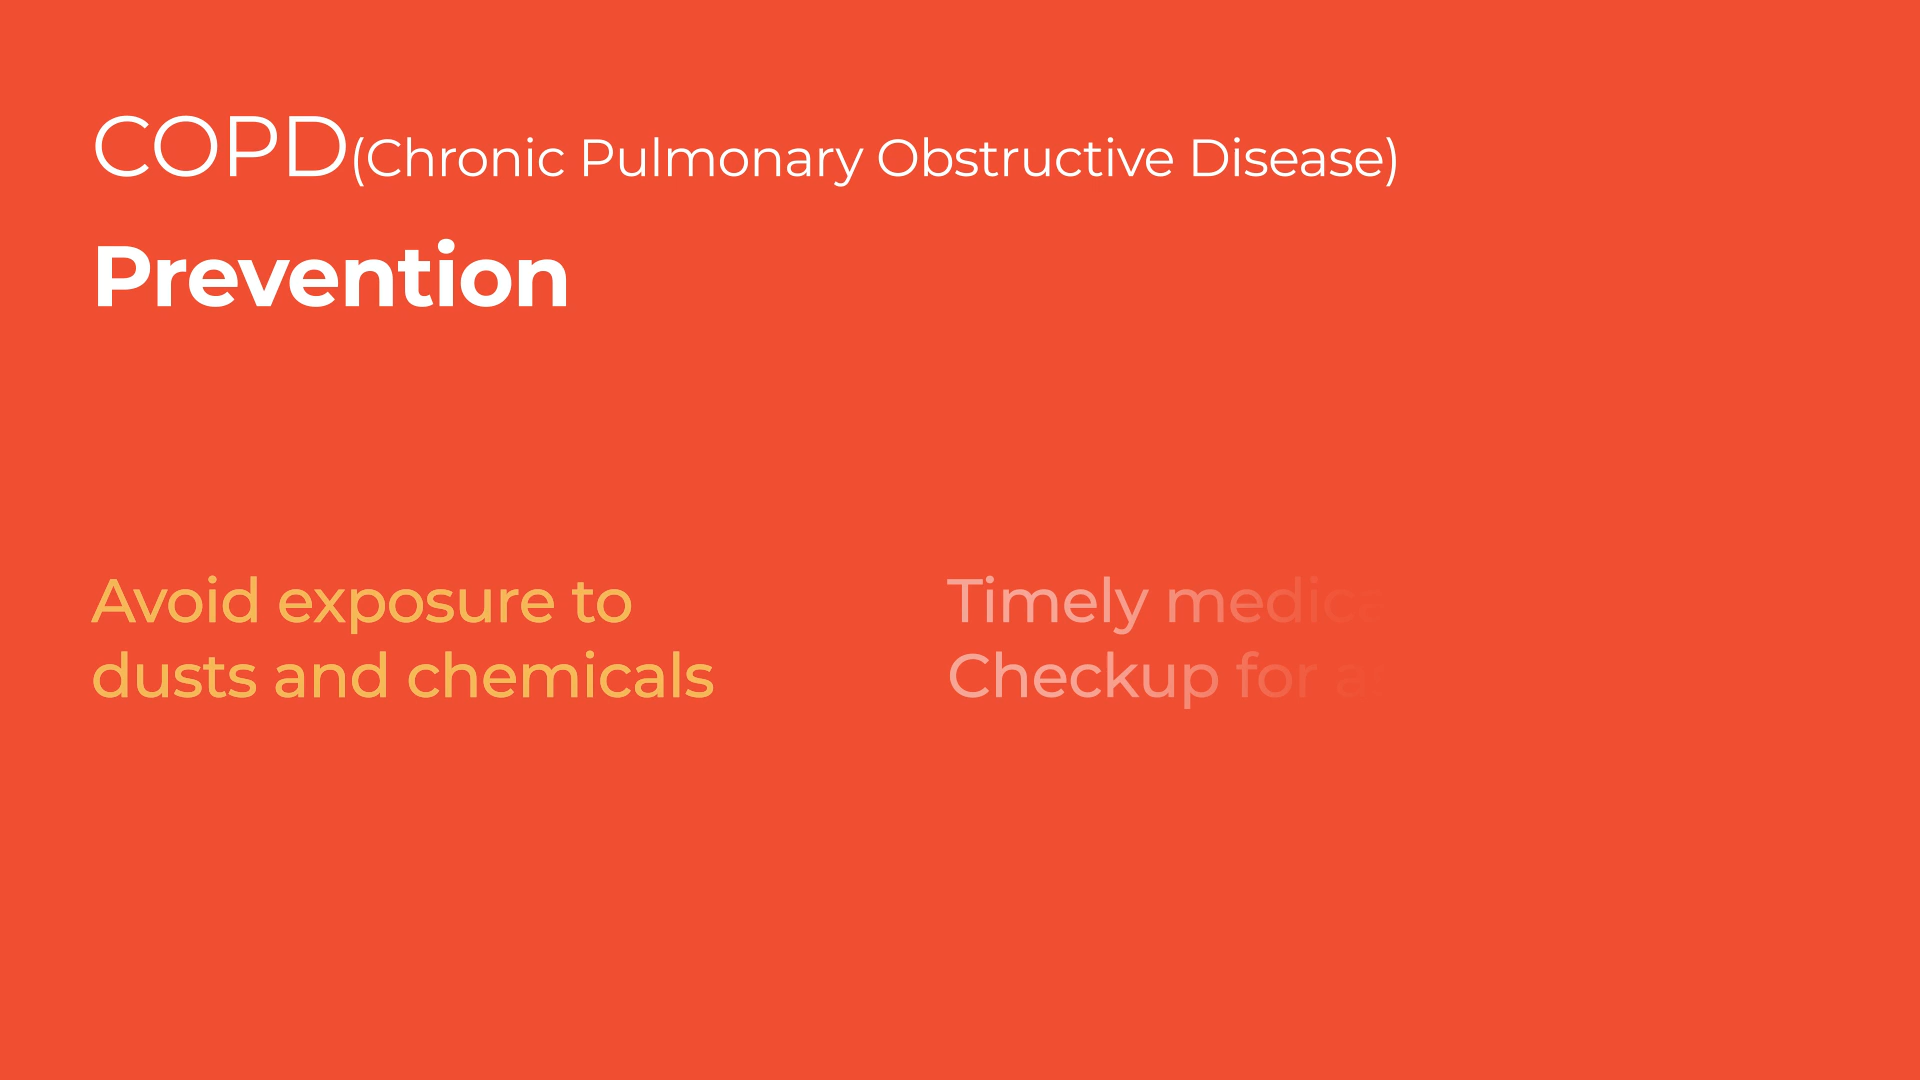 COPD(Chronic Pulmonary Obstructive Disease)
Prevention
Avoid exposure to
dusts and chemicals
Timely
Checkup for